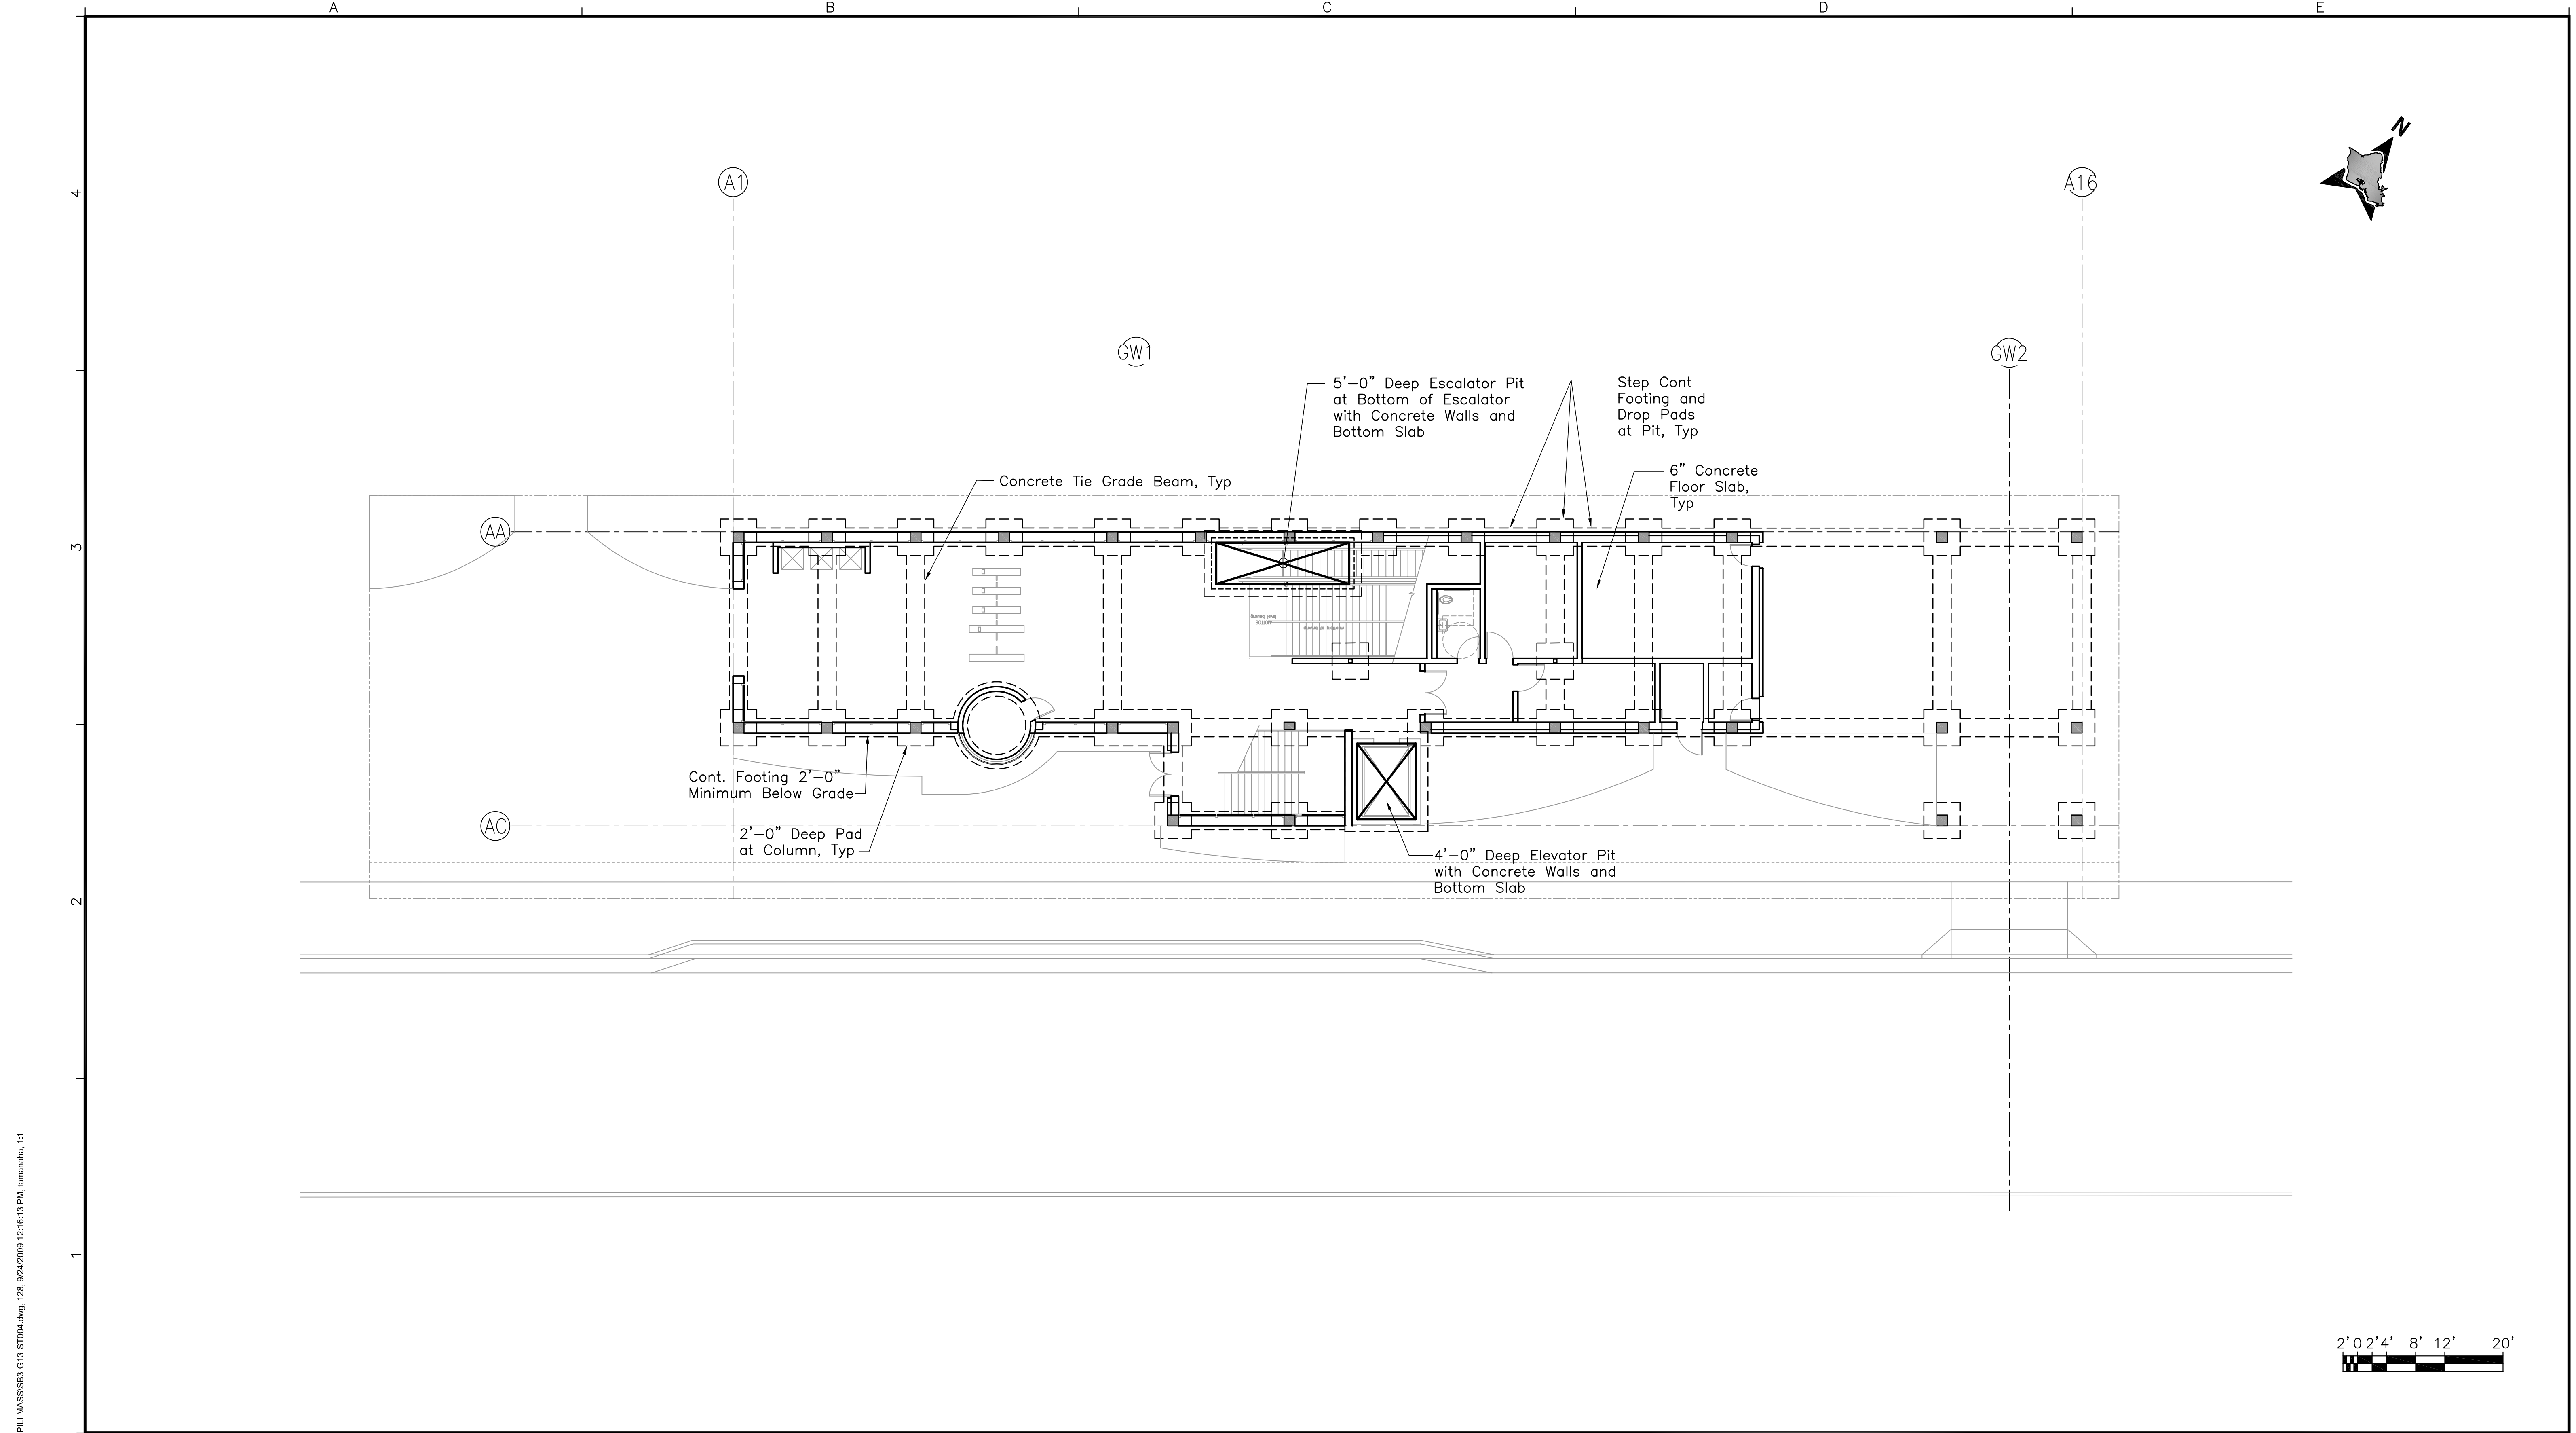 A B C D E
4
3
2
1
N
A1
A16
GW1
GW2
AA
AC
5'-0" Deep Escalator Pit
at Bottom of Escalator
with Concrete Walls and
Bottom Slab
Step Cont
Footing and
Drop Pads
at Pit, Typ
6" Concrete
Floor Slab,
Typ
Concrete Tie Grade Beam, Typ
Cont. Footing 2'-0"
Minimum Below Grade
2'-0" Deep Pad
at Column, Typ
4'-0" Deep Elevator Pit
with Concrete Walls and
Bottom Slab
2' 0 2' 4' 8' 12' 20'
PILI MASS\SB3-G13-ST004.dwg, 128, 9/24/2009 12:16:13 PM, tamanaha, 1:1